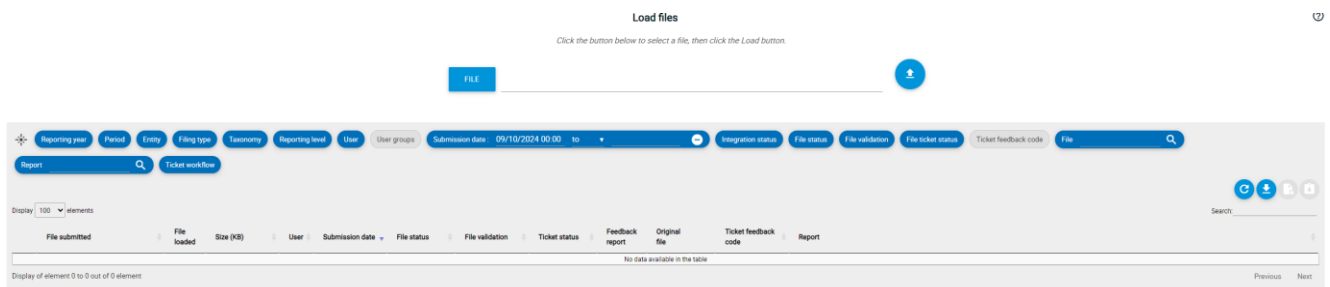 Load files
Click the button below to select a file, then click the Load button.
FILE
Reporting year Period Entity Filing type Taxonomy Reporting level User User groups Submission date : 09/10/2024 00:00 to Integration status File status File validation File ticket status Ticket feedback code File
Report Ticket workflow
Display 100 elements Search:
File submitted File loaded Size (KB) User Submission date File status File validation Ticket status Feedback report Original file Ticket feedback code Report
No data available in the table
Display of element 0 to 0 out of 0 element Previous Next